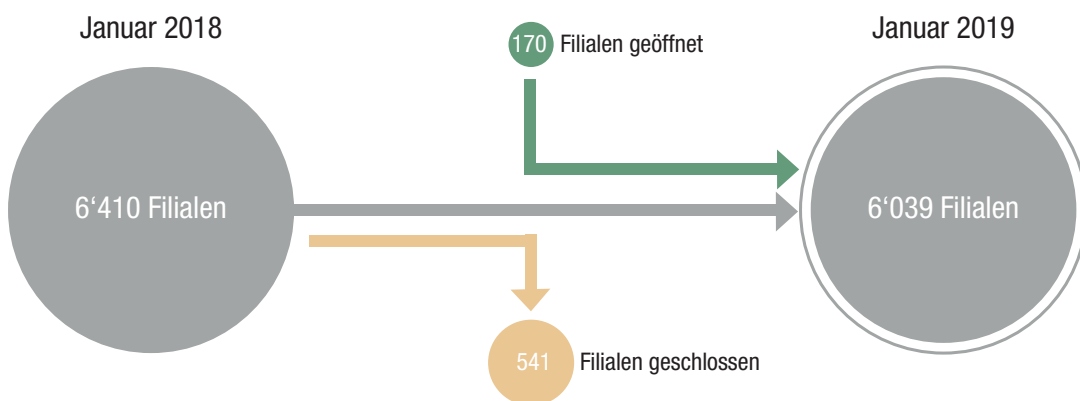 Januar 2018
170 Filialen geöffnet
Januar 2019
6‘410 Filialen
6‘039 Filialen
541 Filialen geschlossen